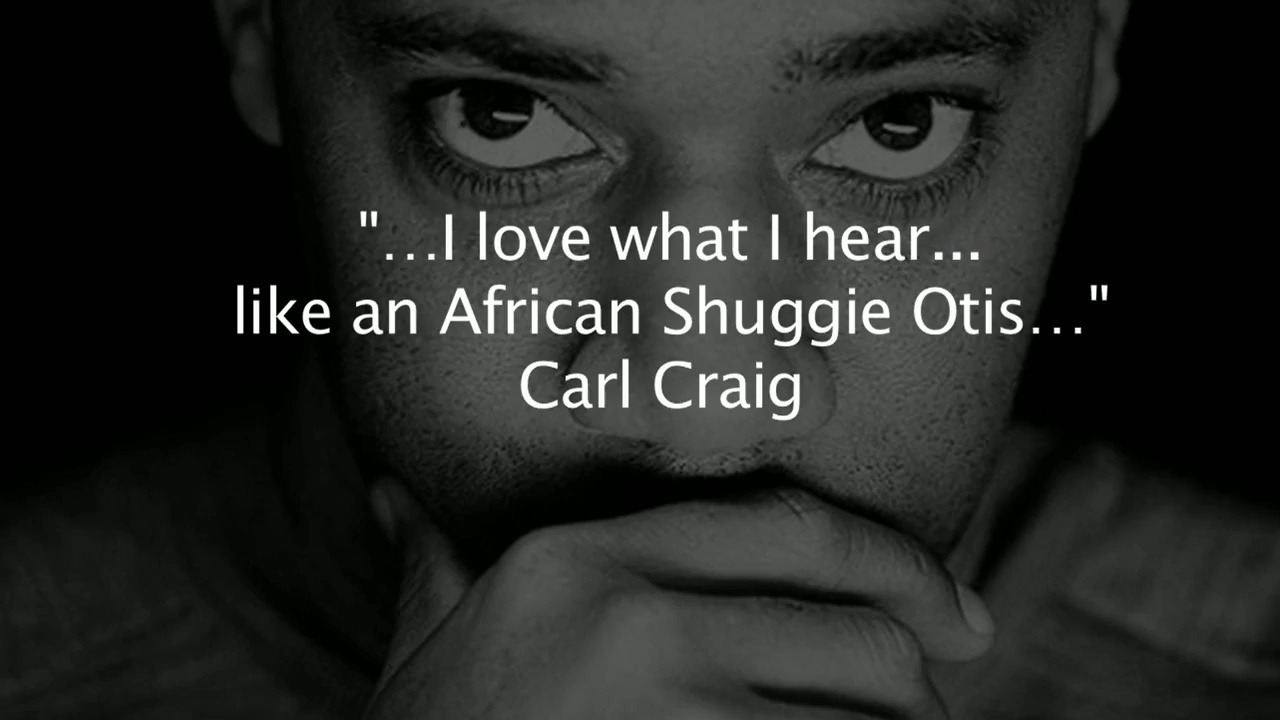 "...I love what I hear...
like an African Shuggie Otis..."
Carl Craig